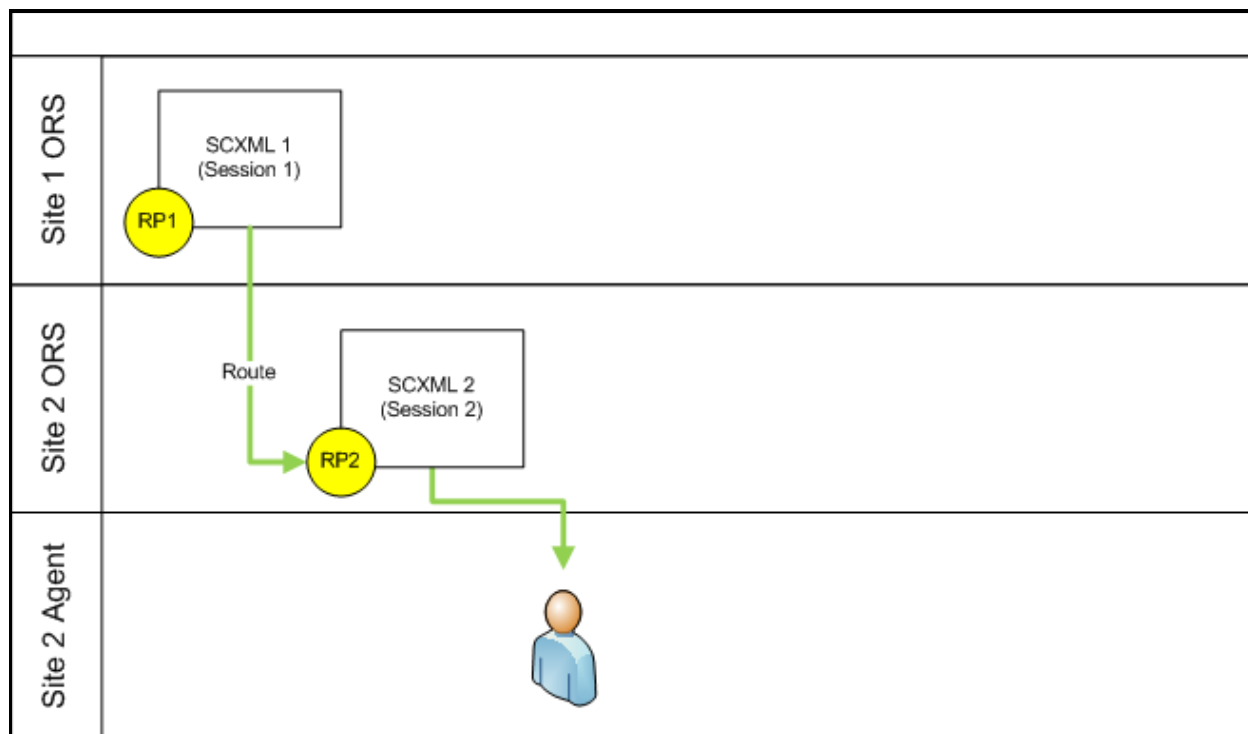 Site 1 ORS
SCXML 1
(Session 1)
RP1
Site 2 ORS
Route
SCXML 2
(Session 2)
RP2
Site 2 Agent